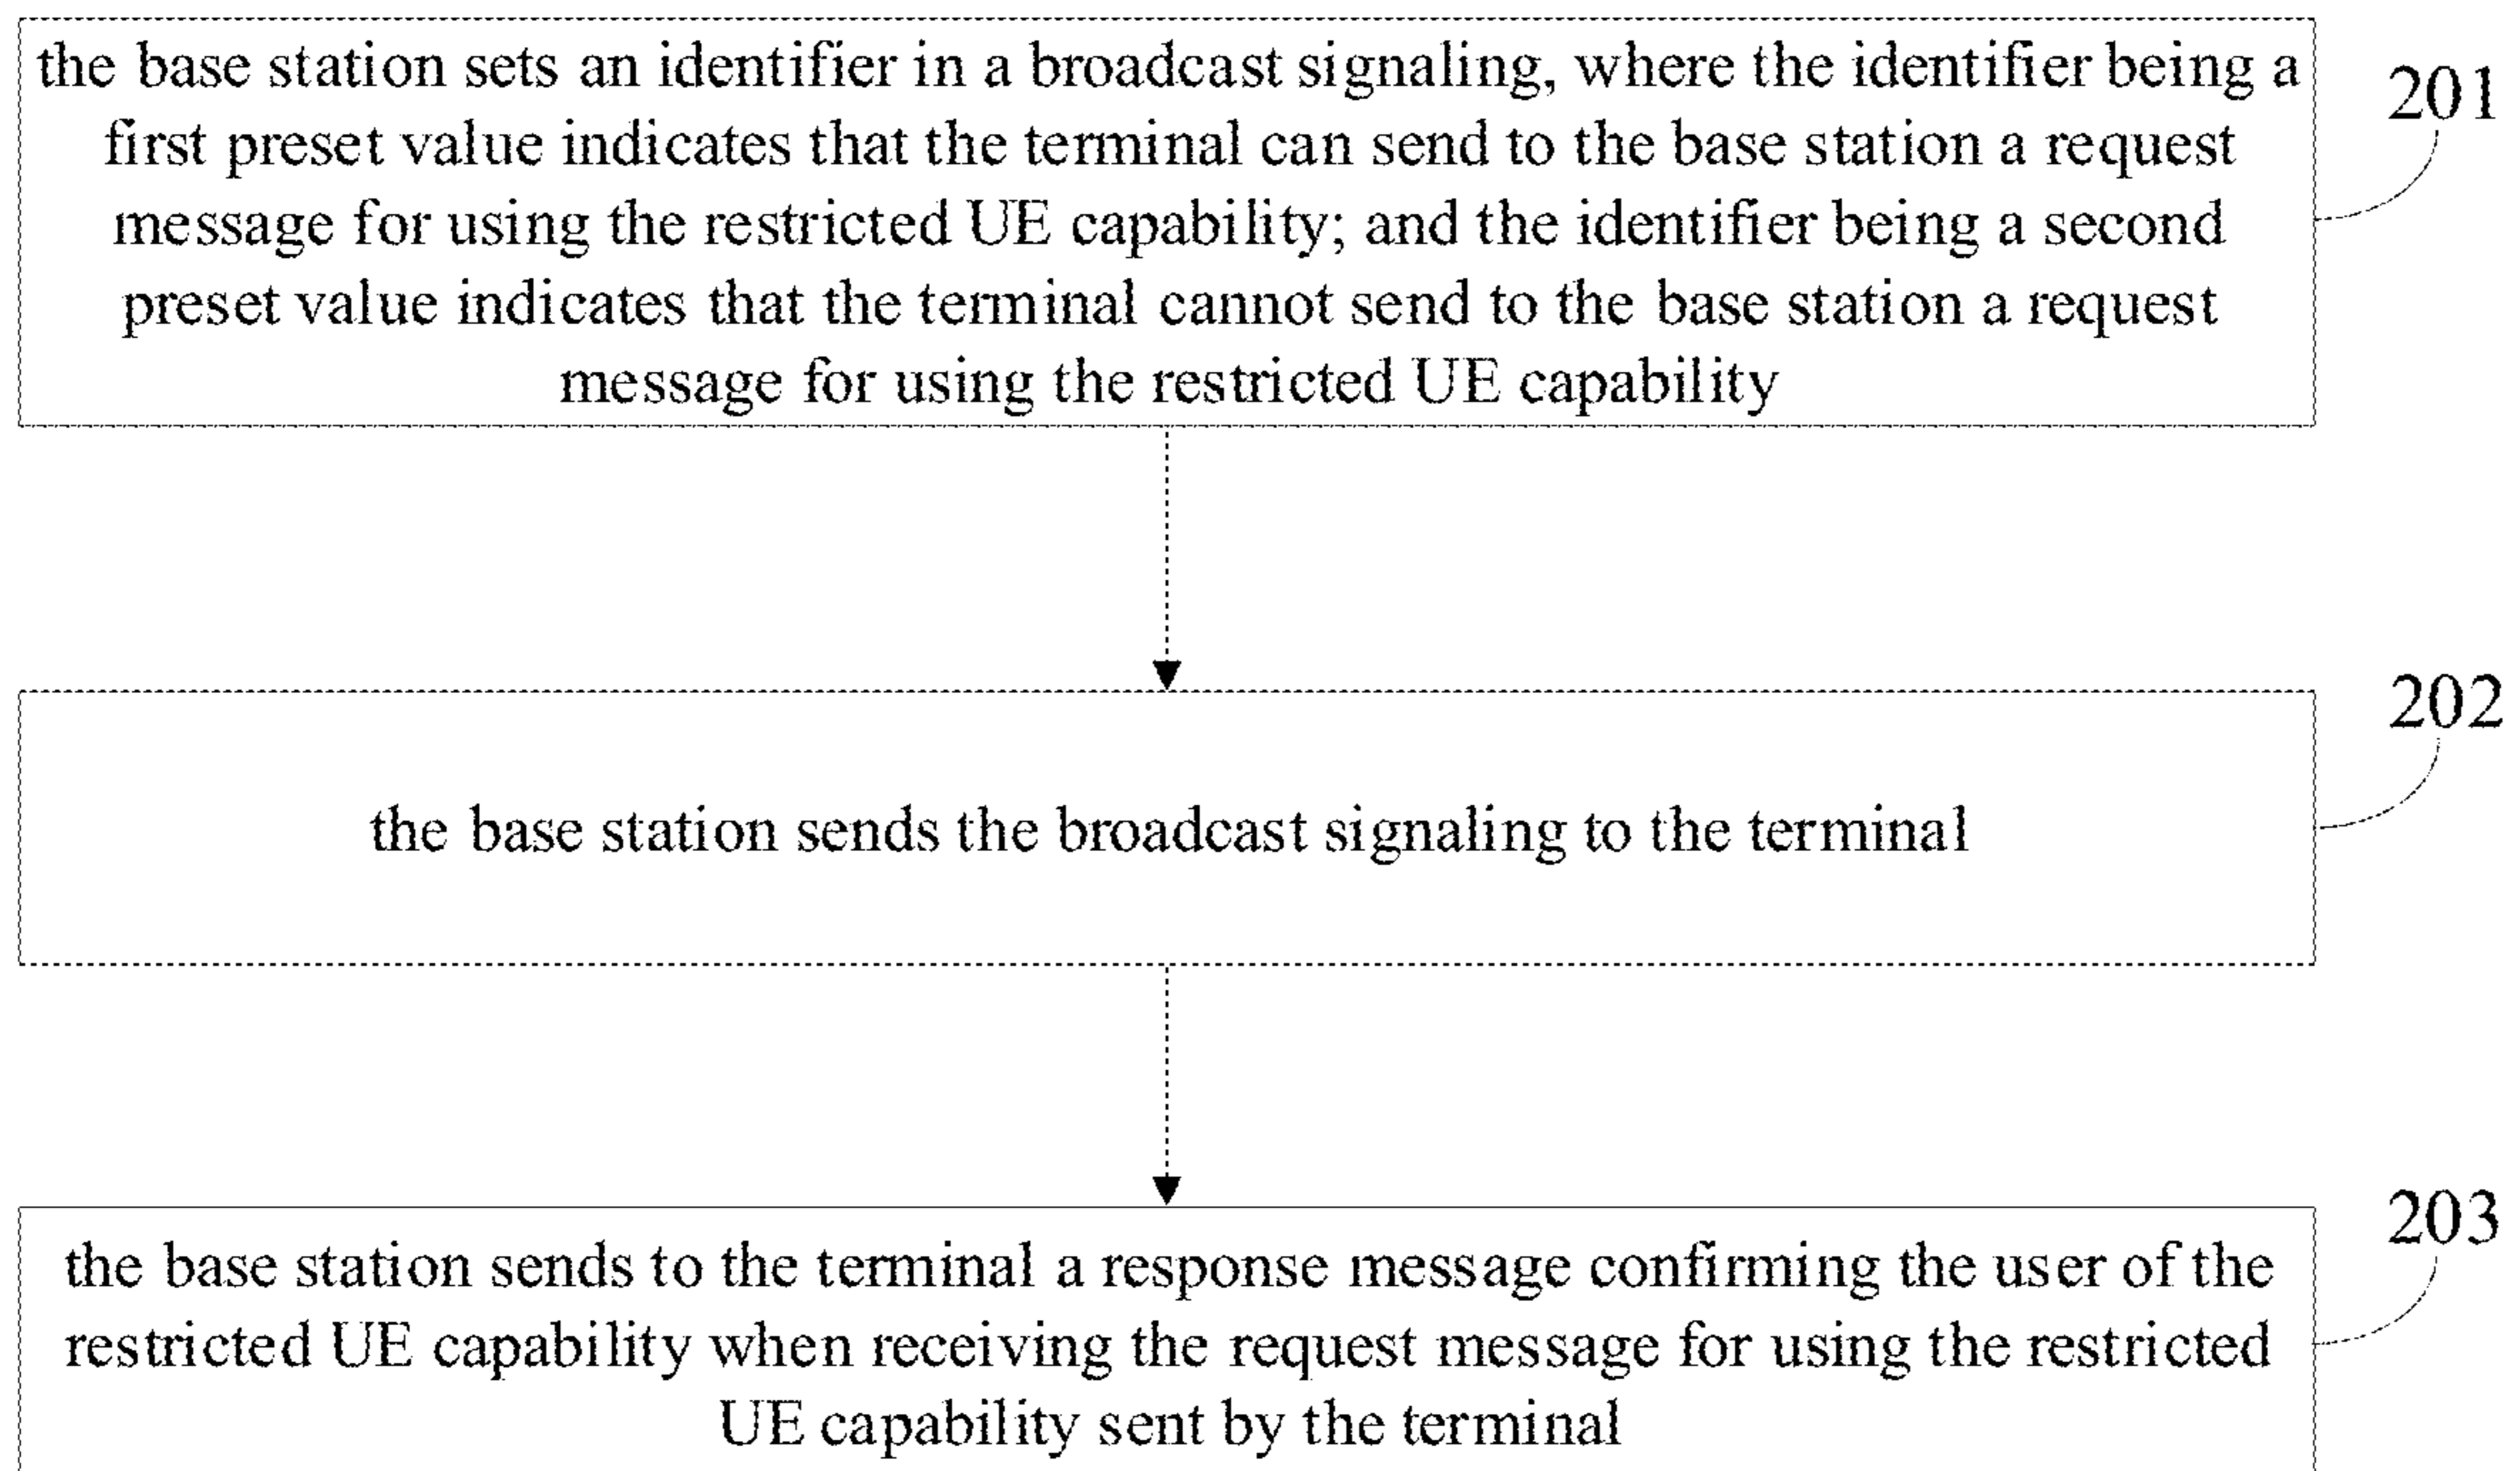 the base station sets an identifier in a broadcast signaling, where the identifier being a
first preset value indicates that the terminal can send to the base station a request
message for using the restricted UE capability; and the identifier being a second
preset value indicates that the terminal cannot send to the base station a request
message for using the restricted UE capability
201
the base station sends the broadcast signaling to the terminal
202
the base station sends to the terminal a response message confirming the user of the
restricted UE capability when receiving the request message for using the restricted
UE capability sent by the terminal
203